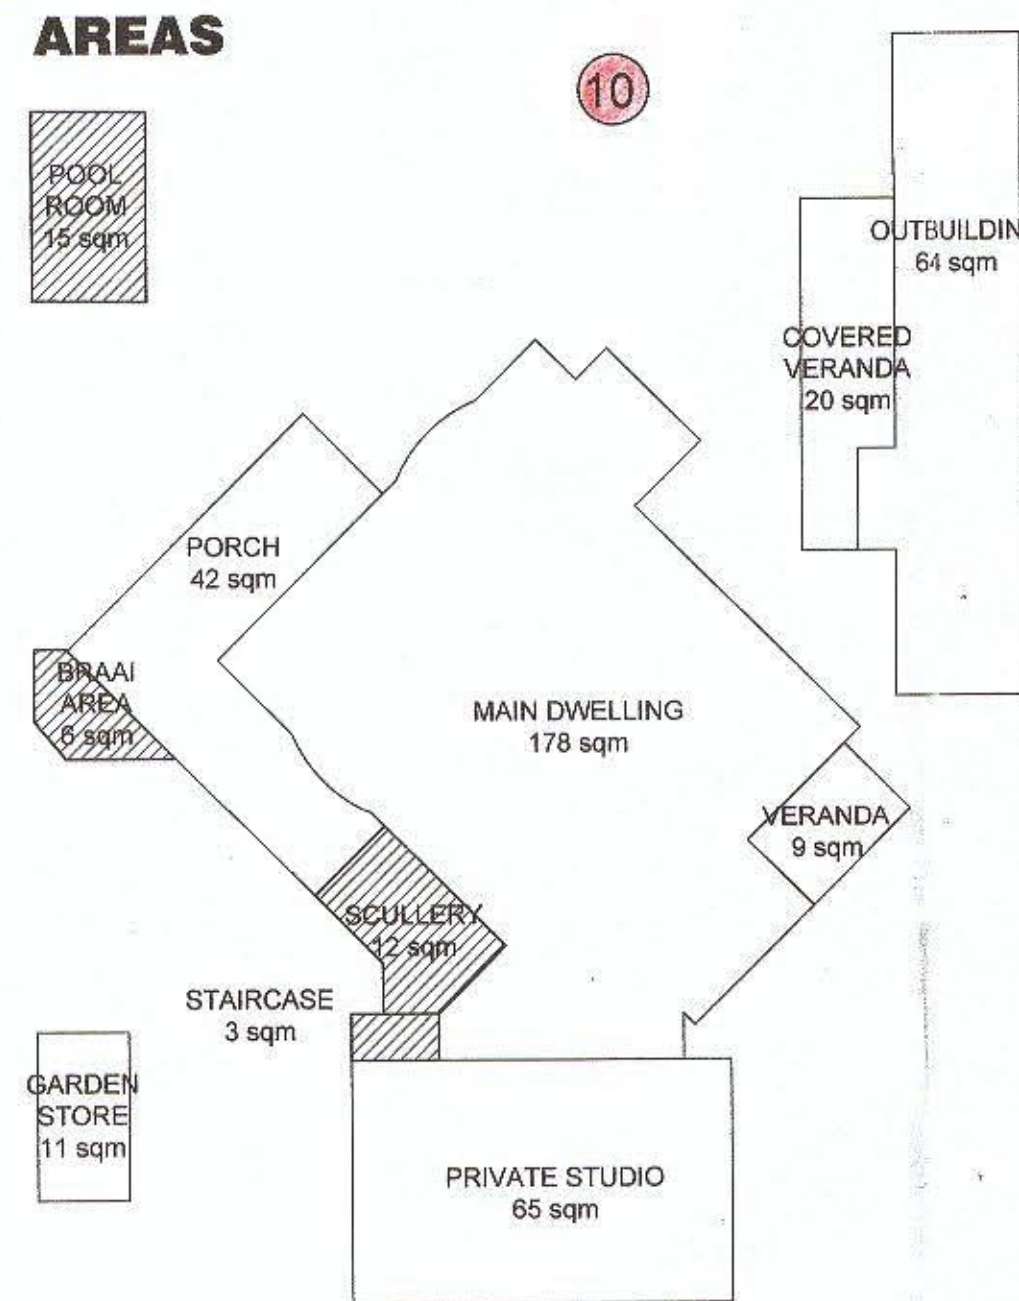 AREAS
10
POOL
ROOM
15 sqm
OUTBUILDIN
64 sqm
COVERED
VERANDA
20 sqm
PORCH
42 sqm
BRAAI
AREA
6 sqm
MAIN DWELLING
178 sqm
VERANDA
9 sqm
SCULLERY
12 sqm
STAIRCASE
3 sqm
GARDEN
STORE
11 sqm
PRIVATE STUDIO
65 sqm